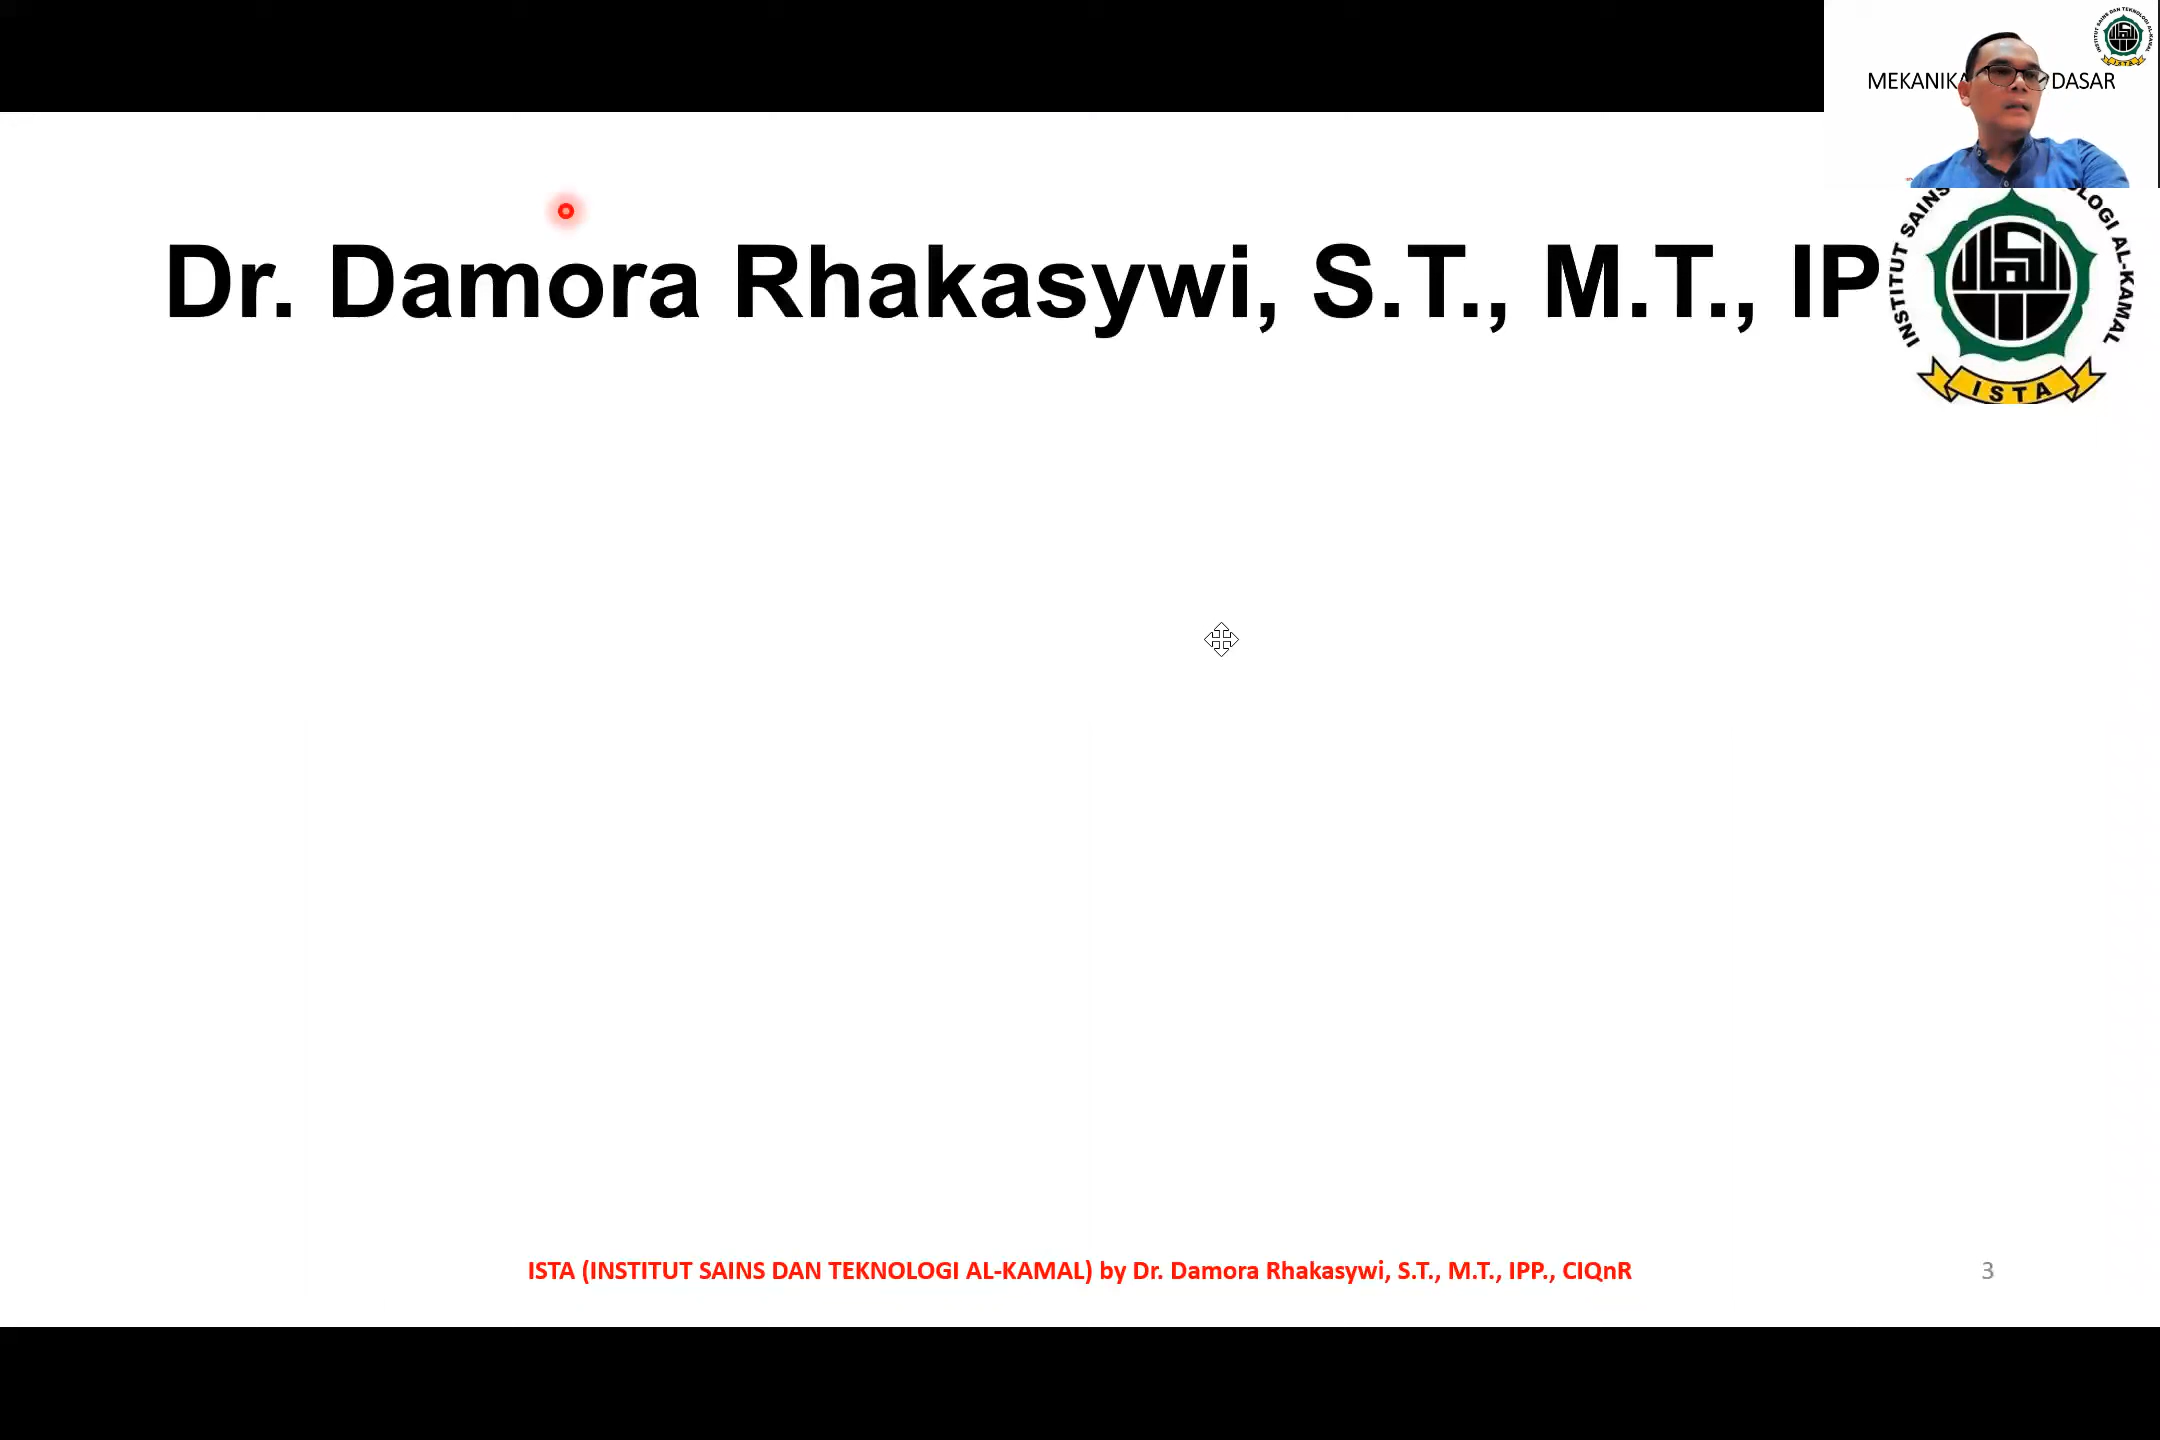 MEKANIKA DASAR
Dr. Damora Rhakasywi, S.T., M.T., IP
INSTITUT SAINS OLOGI AL-KAMAL
ISTA
ISTA (INSTITUT SAINS DAN TEKNOLOGI AL-KAMAL) by Dr. Damora Rhakasywi, S.T., M.T., IPP., CIQnR
3